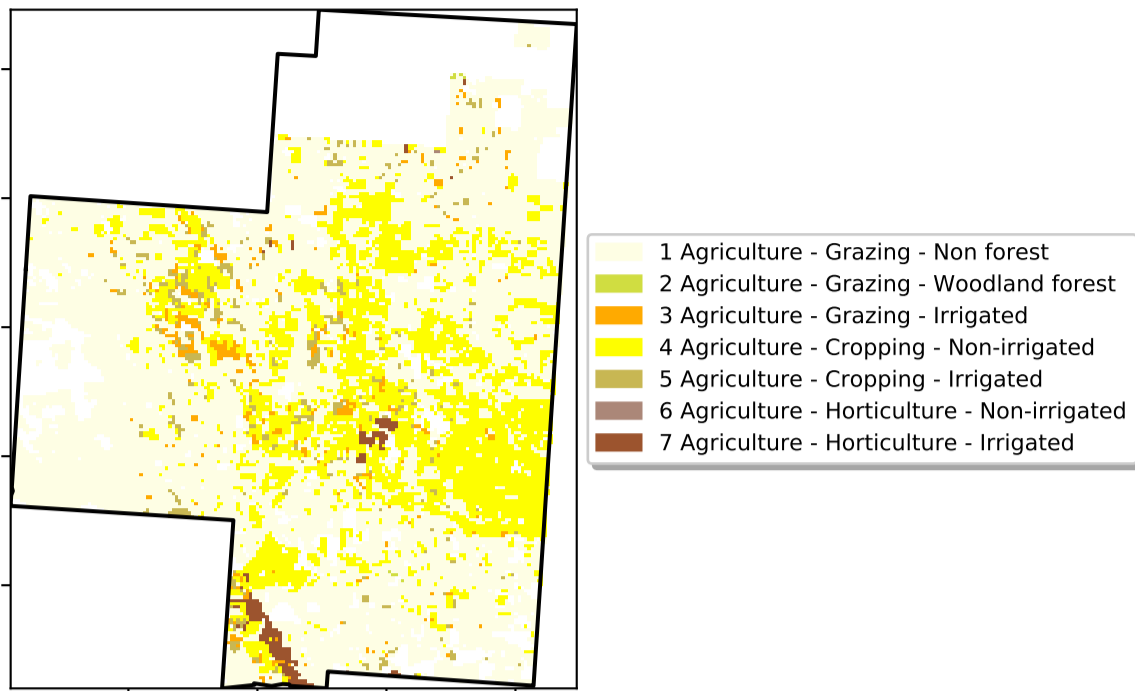 1 Agriculture - Grazing - Non forest
2 Agriculture - Grazing - Woodland forest
3 Agriculture - Grazing - Irrigated
4 Agriculture - Cropping - Non-irrigated
5 Agriculture - Cropping - Irrigated
6 Agriculture - Horticulture - Non-irrigated
7 Agriculture - Horticulture - Irrigated